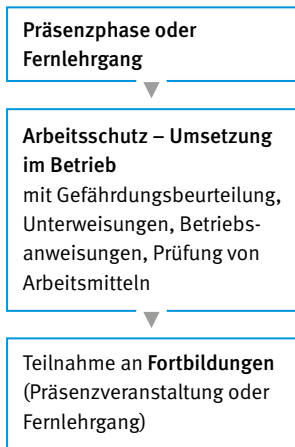 Präsenzphase oder
Fernlehrgang
Arbeitsschutz – Umsetzung
im Betrieb
mit Gefährdungsbeurteilung,
Unterweisungen, Betriebs-
anweisungen, Prüfung von
Arbeitsmitteln
Teilnahme an Fortbildungen
(Präsenzveranstaltung oder
Fernlehrgang)